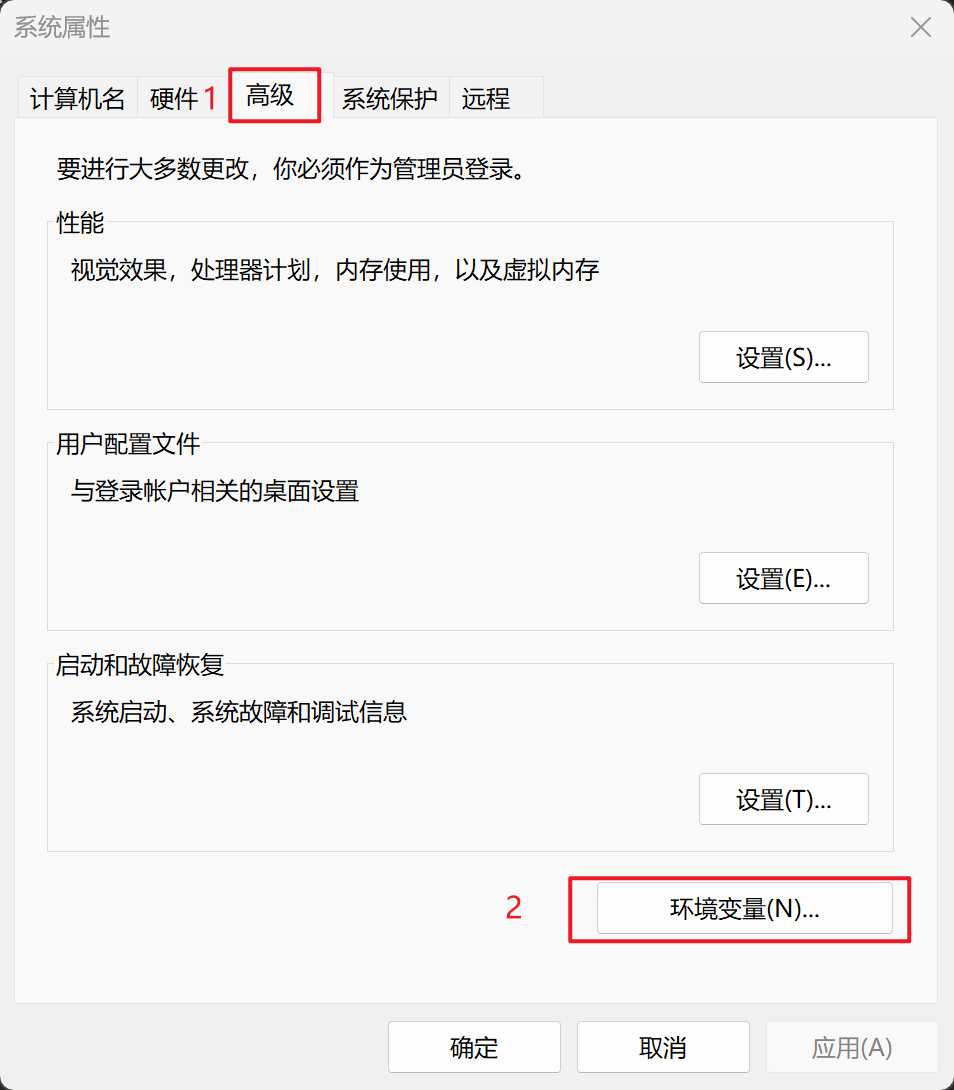 系统属性
计算机名 硬件 1 高级 系统保护 远程
要进行大多数更改，你必须作为管理员登录。
性能
视觉效果，处理器计划，内存使用，以及虚拟内存
设置(S)...
用户配置文件
与登录帐户相关的桌面设置
设置(E)...
启动和故障恢复
系统启动、系统故障和调试信息
设置(T)...
2 环境变量(N)...
确定 取消 应用(A)